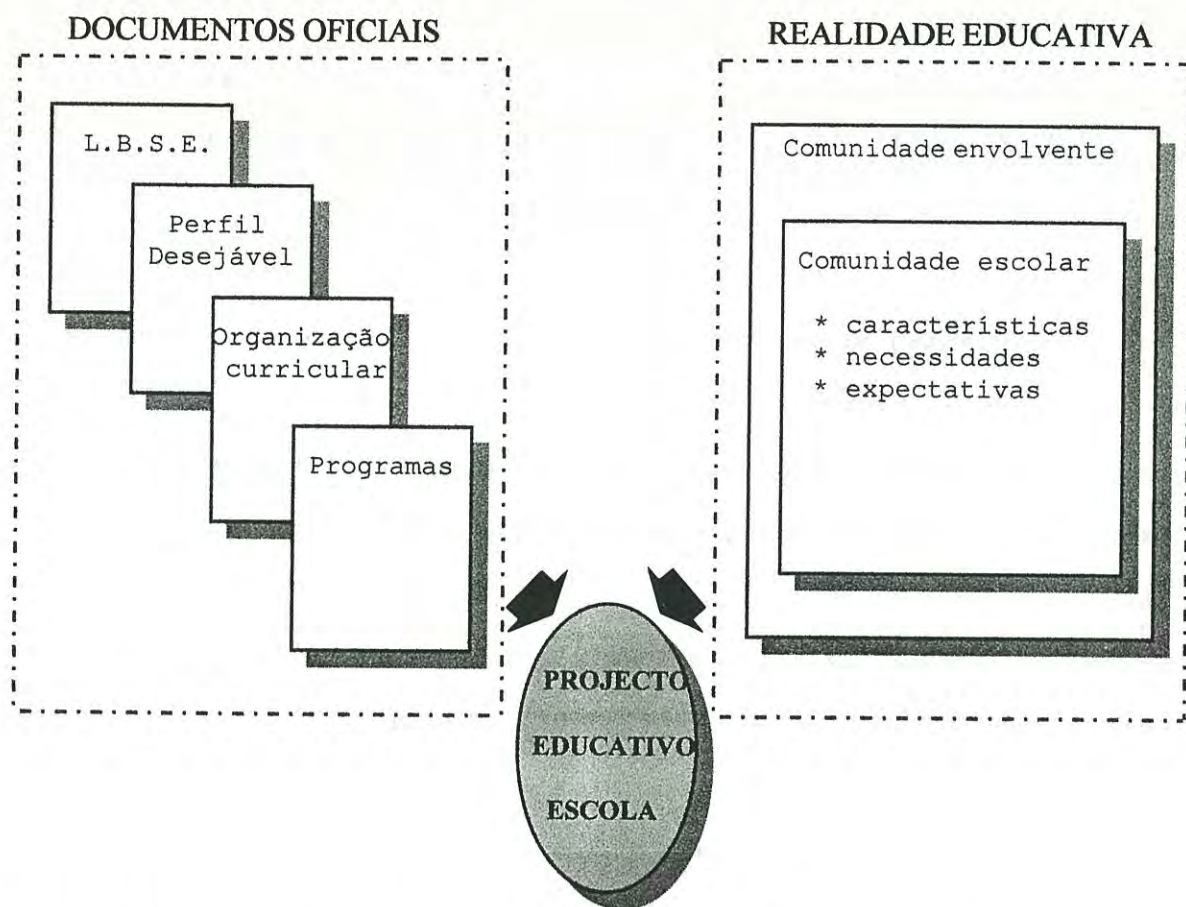 DOCUMENTOS OFICIAIS
L.B.S.E.
Perfil
Desejável
Organização
curricular
Programas
REALIDADE EDUCATIVA
Comunidade envolvente
Comunidade escolar
* características
* necessidades
* expectativas
PROJECTO
EDUCATIVO
ESCOLA